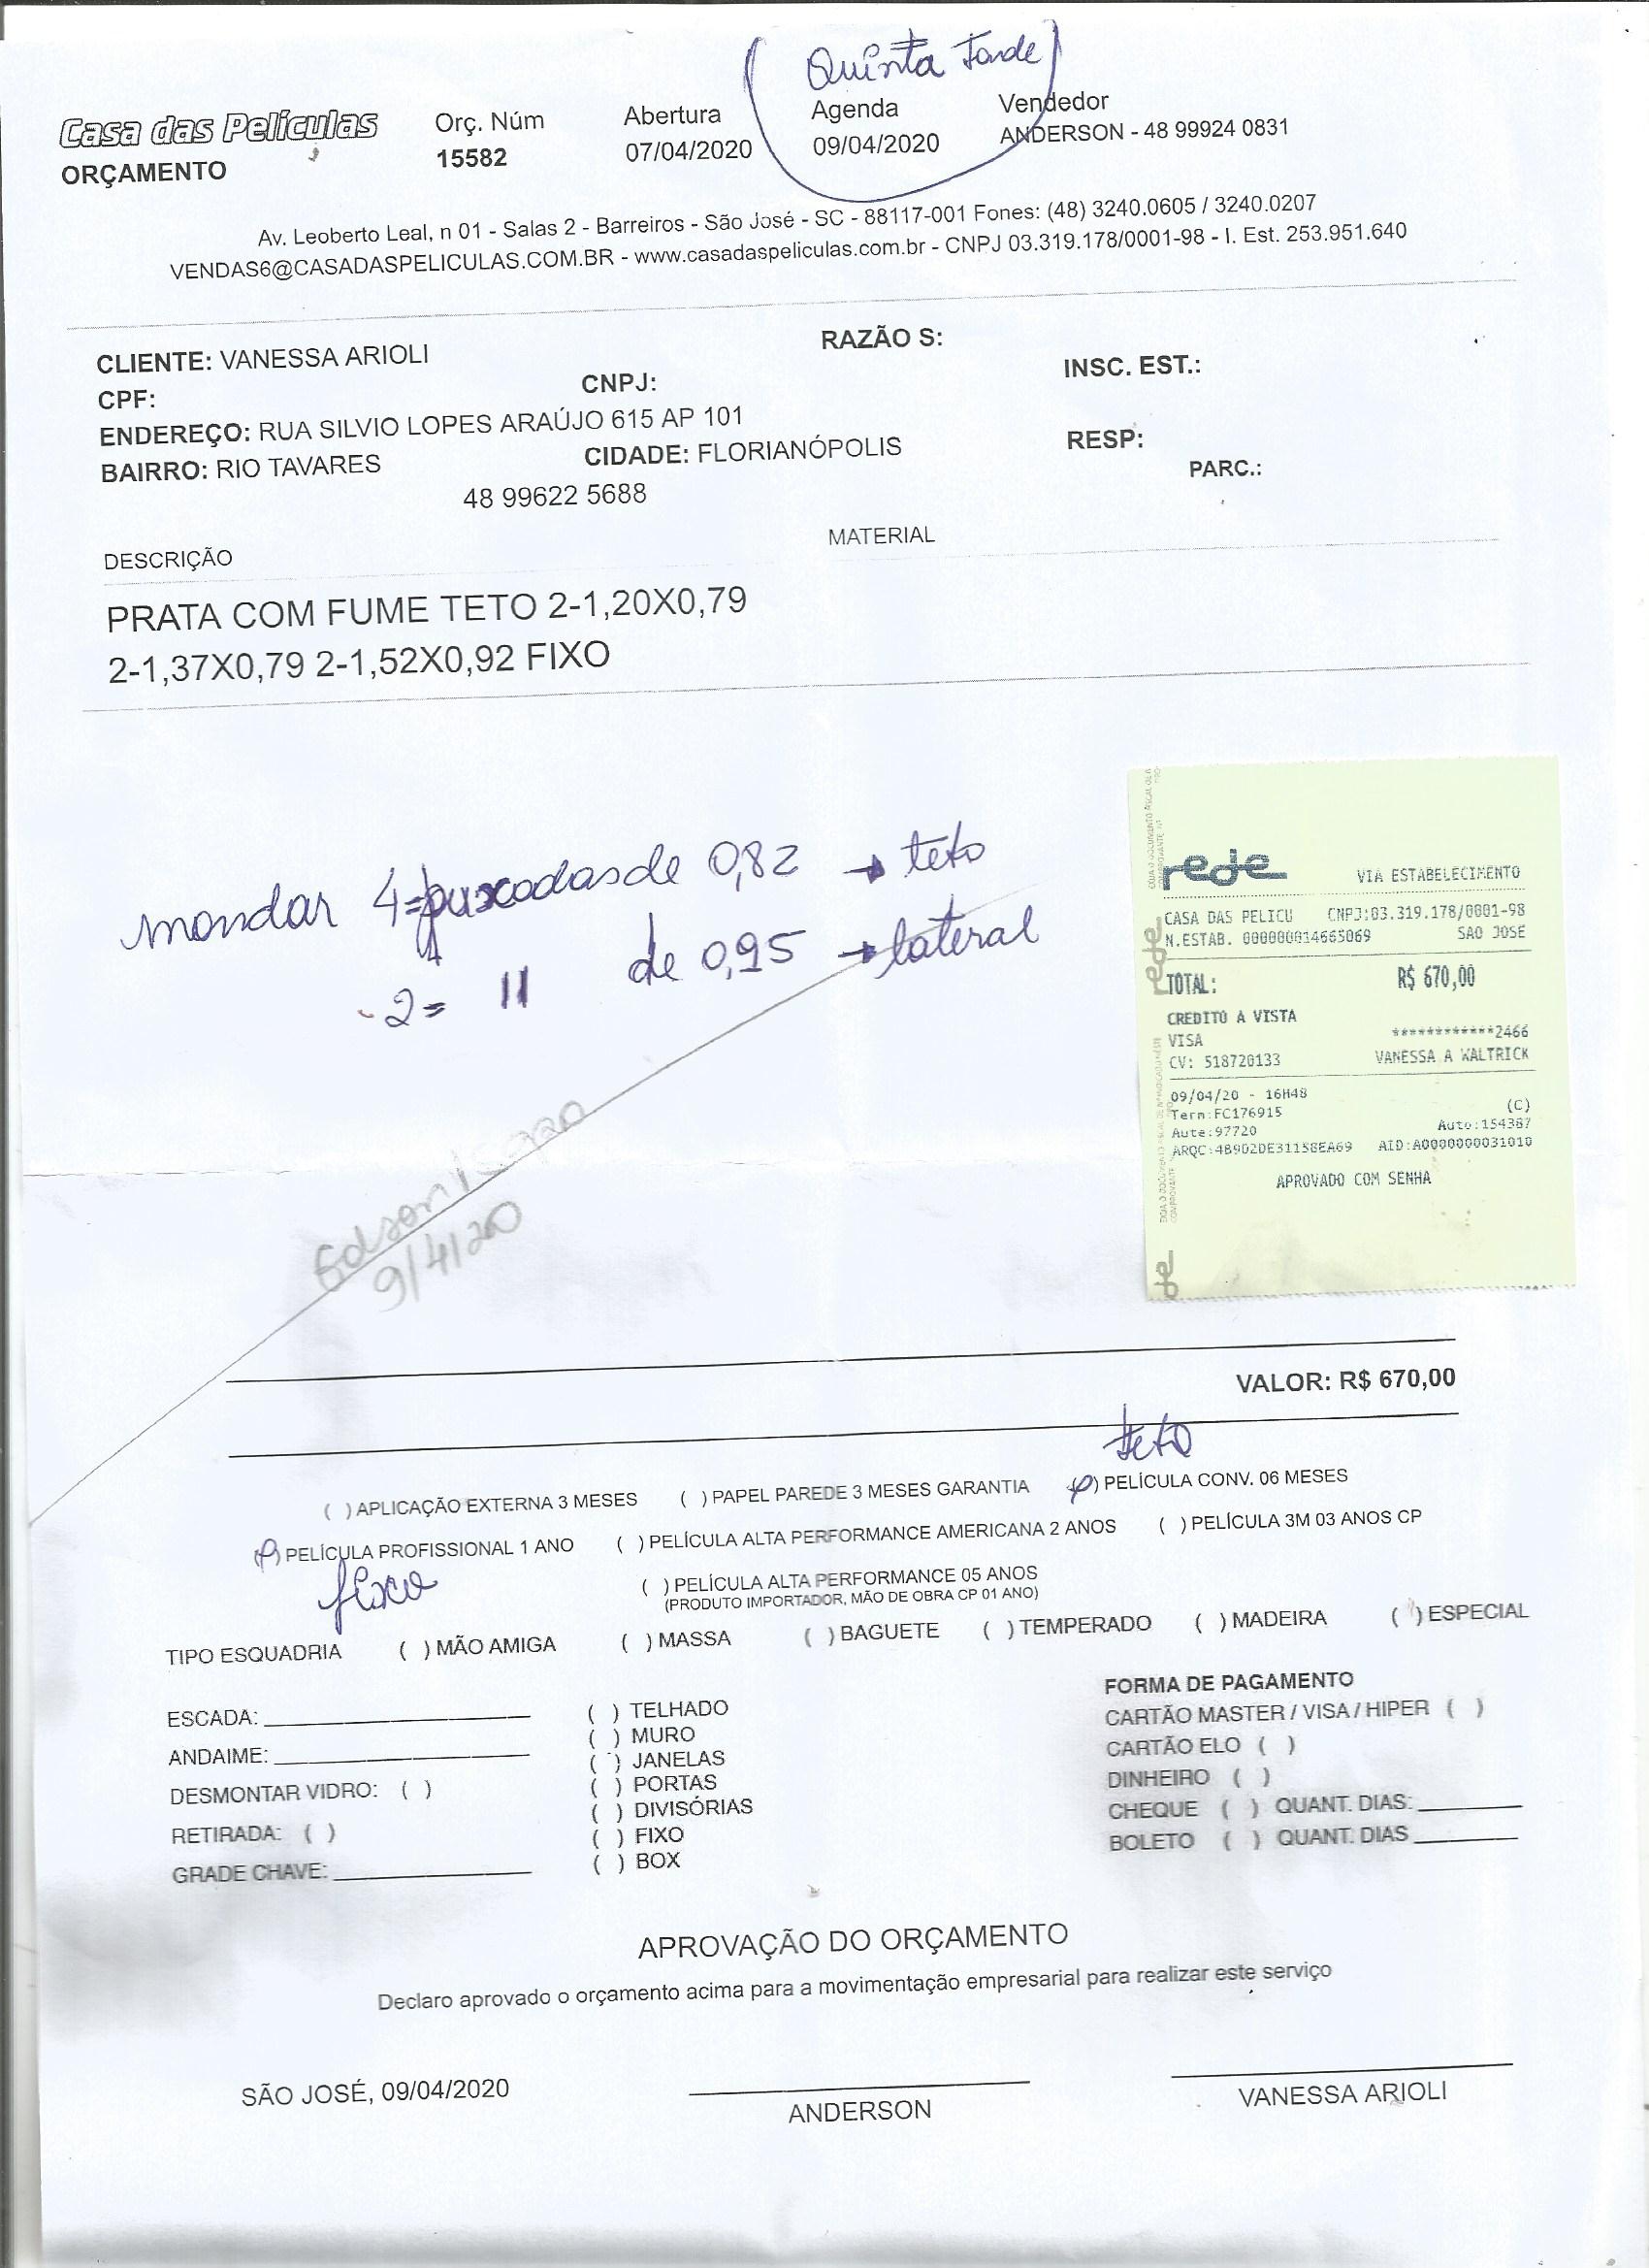 (Quinta Tarde)
Casa das Películas
ORÇAMENTO
Orç. Núm
15582
Abertura
07/04/2020
Agenda
09/04/2020
Vendedor
ANDERSON - 48 99924 0831
Av. Leoberto Leal, n 01 - Salas 2 - Barreiros - São José - SC - 88117-001 Fones: (48) 3240.0605 / 3240.0207
VENDAS6@CASADASPELICULAS.COM.BR - www.casadaspeliculas.com.br - CNPJ 03.319.178/0001-98 - I. Est. 253.951.640
CLIENTE: VANESSA ARIOLI RAZÃO S:
CPF: CNPJ: INSC. EST.:
ENDEREÇO: RUA SILVIO LOPES ARAÚJO 615 AP 101
BAIRRO: RIO TAVARES CIDADE: FLORIANÓPOLIS RESP:
PARC.:
48 99622 5688
DESCRIÇÃO MATERIAL
PRATA COM FUME TETO 2-1,20X0,79
2-1,37X0,79 2-1,52X0,92 FIXO
mandar 4= puxadas de 0,82 → teto
2= 11 de 0,95 → lateral
rede
VIA ESTABELECIMENTO
CASA DAS PELICU CNPJ:03.319.178/0001-98
N.ESTAB. 000000014665069 SAO JOSE
TOTAL: R$ 670,00
CREDITO A VISTA
VISA ************2466
CV: 518720133 VANESSA A WALTRICK
09/04/20 - 16H48
Term:FC176915 (C)
Aute:97720 Auto:154387
ARQC:4B9D2DE3115BEA69 AID:A0000000031010
APROVADO COM SENHA
Edson
9/4/20
VALOR: R$ 670,00
teto
( ) APLICAÇÃO EXTERNA 3 MESES ( ) PAPEL PAREDE 3 MESES GARANTIA ( ) PELÍCULA CONV. 06 MESES
( ) PELÍCULA PROFISSIONAL 1 ANO ( ) PELÍCULA ALTA PERFORMANCE AMERICANA 2 ANOS ( ) PELÍCULA 3M 03 ANOS CP
fixo
( ) PELÍCULA ALTA PERFORMANCE 05 ANOS
(PRODUTO IMPORTADOR, MÃO DE OBRA CP 01 ANO)
TIPO ESQUADRIA ( ) MÃO AMIGA ( ) MASSA ( ) BAGUETE ( ) TEMPERADO ( ) MADEIRA ( ) ESPECIAL
ESCADA:
ANDAIME:
DESMONTAR VIDRO: ( )
RETIRADA: ( )
GRADE CHAVE:
( ) TELHADO
( ) MURO
( ) JANELAS
( ) PORTAS
( ) DIVISÓRIAS
( ) FIXO
( ) BOX
FORMA DE PAGAMENTO
CARTÃO MASTER / VISA / HIPER ( )
CARTÃO ELO ( )
DINHEIRO ( )
CHEQUE ( ) QUANT. DIAS:
BOLETO ( ) QUANT. DIAS
APROVAÇÃO DO ORÇAMENTO
Declaro aprovado o orçamento acima para a movimentação empresarial para realizar este serviço
SÃO JOSÉ, 09/04/2020
ANDERSON
VANESSA ARIOLI